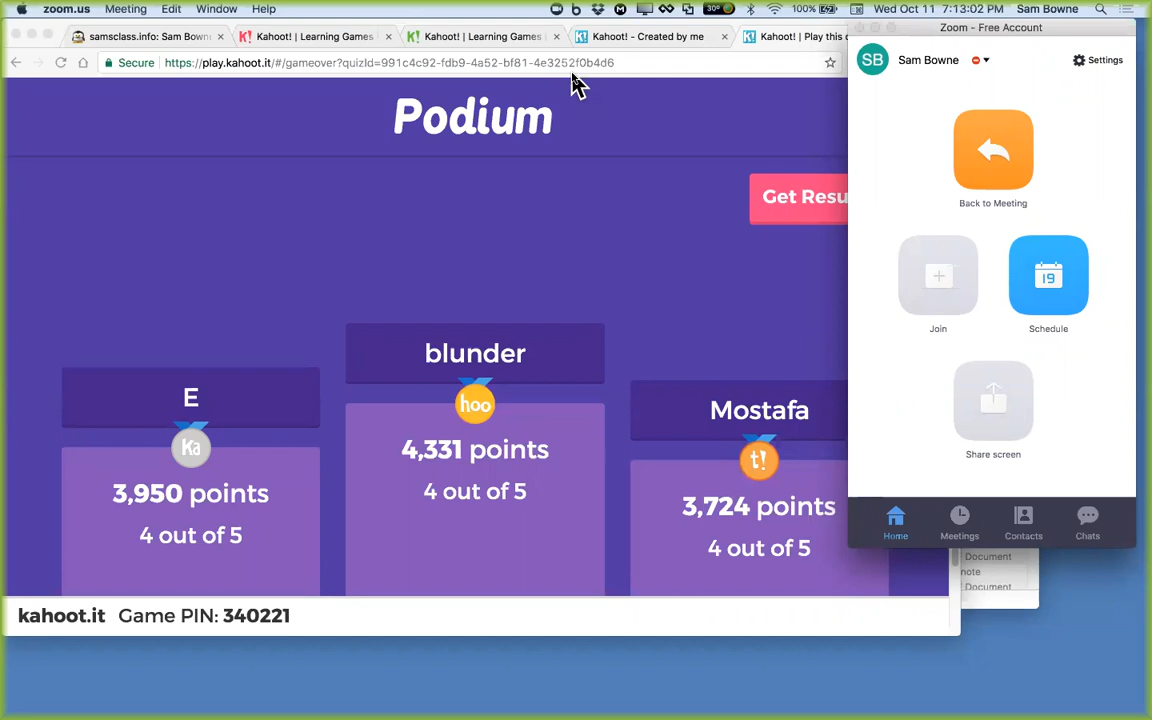 zoom.us Meeting Edit Window Help 30° 100% Wed Oct 11 7:13:02 PM Sam Bowne
samsclass.info: Sam Bown
Kahoot! | Learning Games
Kahoot! | Learning Games
Kahoot! - Created by me
Kahoot! | Play this q
Zoom - Free Account
Secure https://play.kahoot.it/#/gameover?quizId=991c4c92-fdb9-4a52-bf81-4e3252f0b4d6
SB Sam Bowne Settings
Podium
Get Resu
Back to Meeting
19
Join Schedule
Share screen
blunder
hoo
4,331 points
4 out of 5
E
Ka
3,950 points
4 out of 5
Mostafa
t!
3,724 points
4 out of 5
Home Meetings Contacts Chats
Document
note
Document
kahoot.it Game PIN: 340221